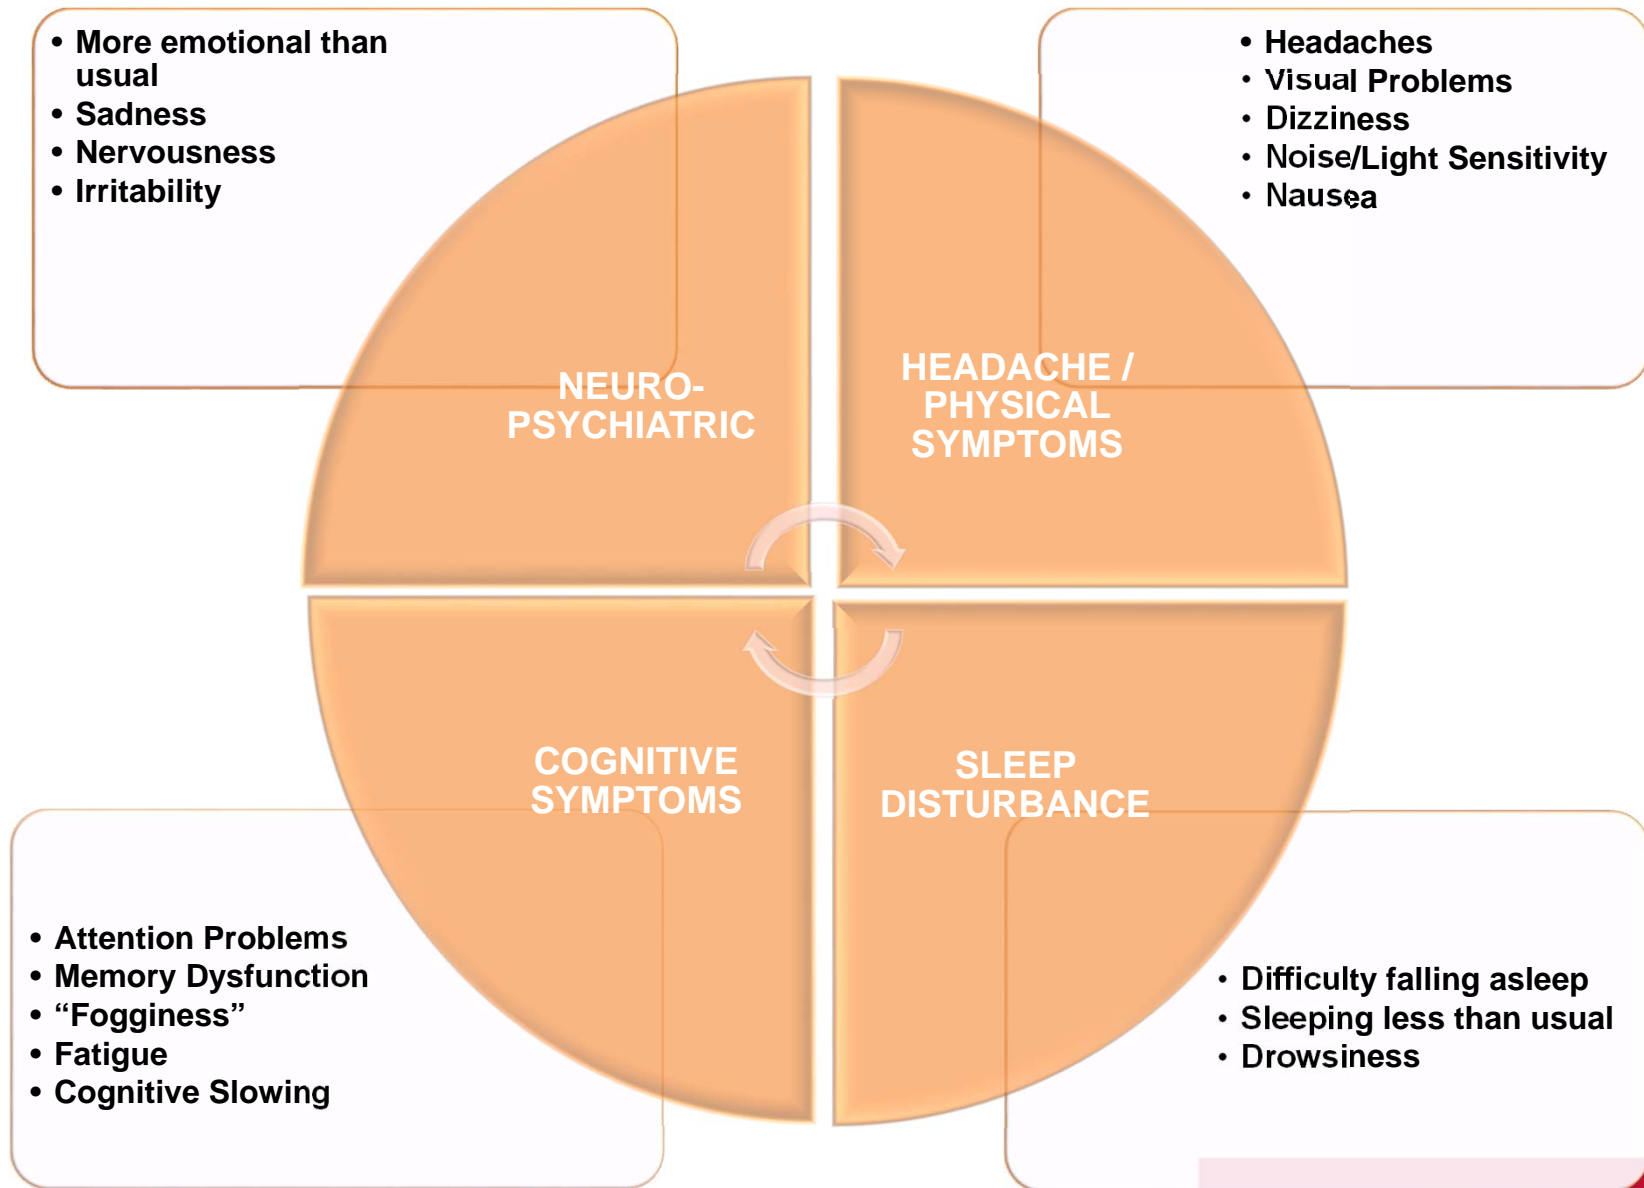 • More emotional than
usual
• Sadness
• Nervousness
• Irritability
• Headaches
• Visual Problems
• Dizziness
• Noise/Light Sensitivity
• Nausea
NEURO-
PSYCHIATRIC
HEADACHE /
PHYSICAL
SYMPTOMS
COGNITIVE
SYMPTOMS
SLEEP
DISTURBANCE
• Attention Problems
• Memory Dysfunction
• “Fogginess”
• Fatigue
• Cognitive Slowing
• Difficulty falling asleep
• Sleeping less than usual
• Drowsiness